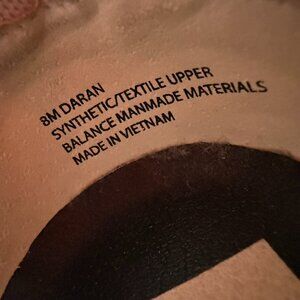 8M DARAN
SYNTHETIC/TEXTILE UPPER
BALANCE MANMADE MATERIALS
MADE IN VIETNAM